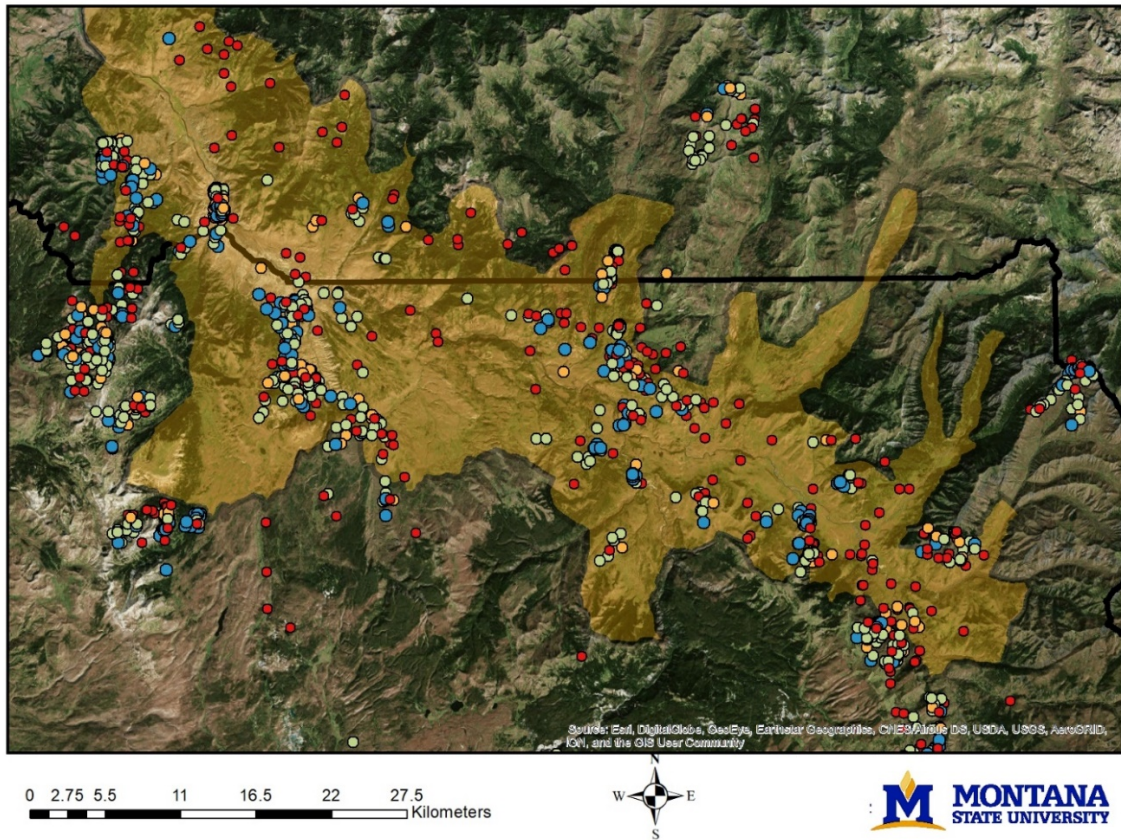 Source: Esri, DigitalGlobe, GeoEye, Earthstar Geographics, CNES/Airbus DS, USDA, USGS, AeroGRID,
IGN, and the GIS User Community
N
W E
S
0 2.75 5.5 11 16.5 22 27.5
Kilometers
:
M MONTANA
STATE UNIVERSITY